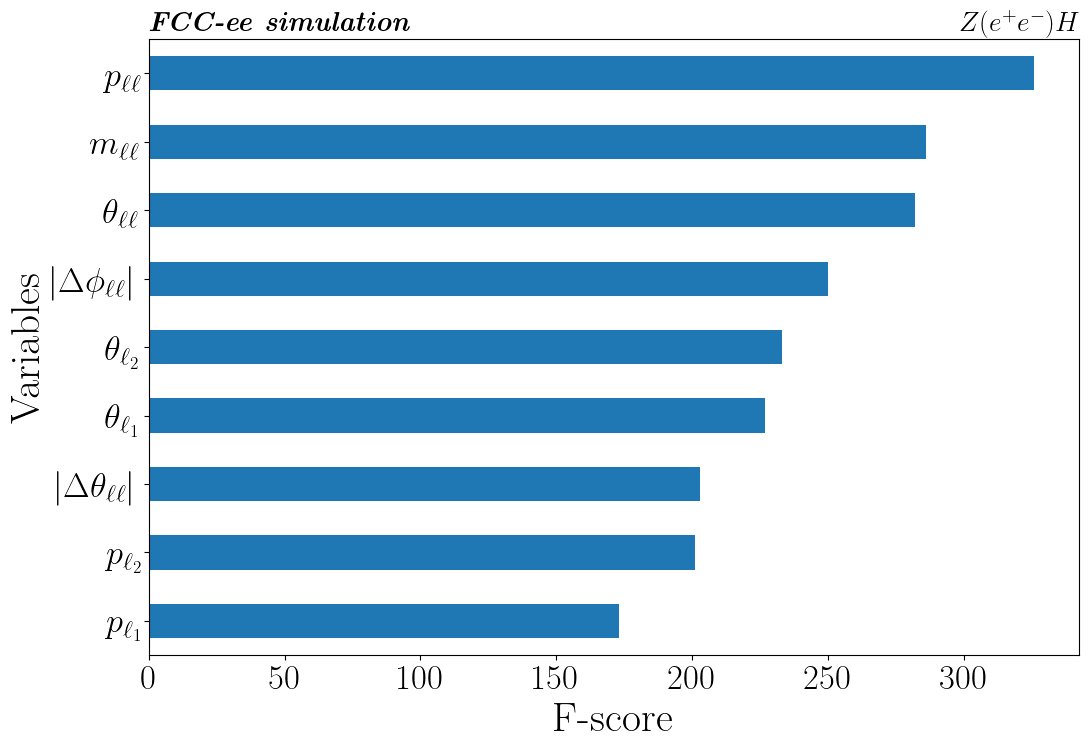 FCC-ee simulation
Z(e⁺e⁻)H
p_ℓℓ
m_ℓℓ
θ_ℓℓ
|Δϕ_ℓℓ|
θ_ℓ₂
θ_ℓ₁
|Δθ_ℓℓ|
p_ℓ₂
p_ℓ₁
Variables
0 50 100 150 200 250 300
F-score